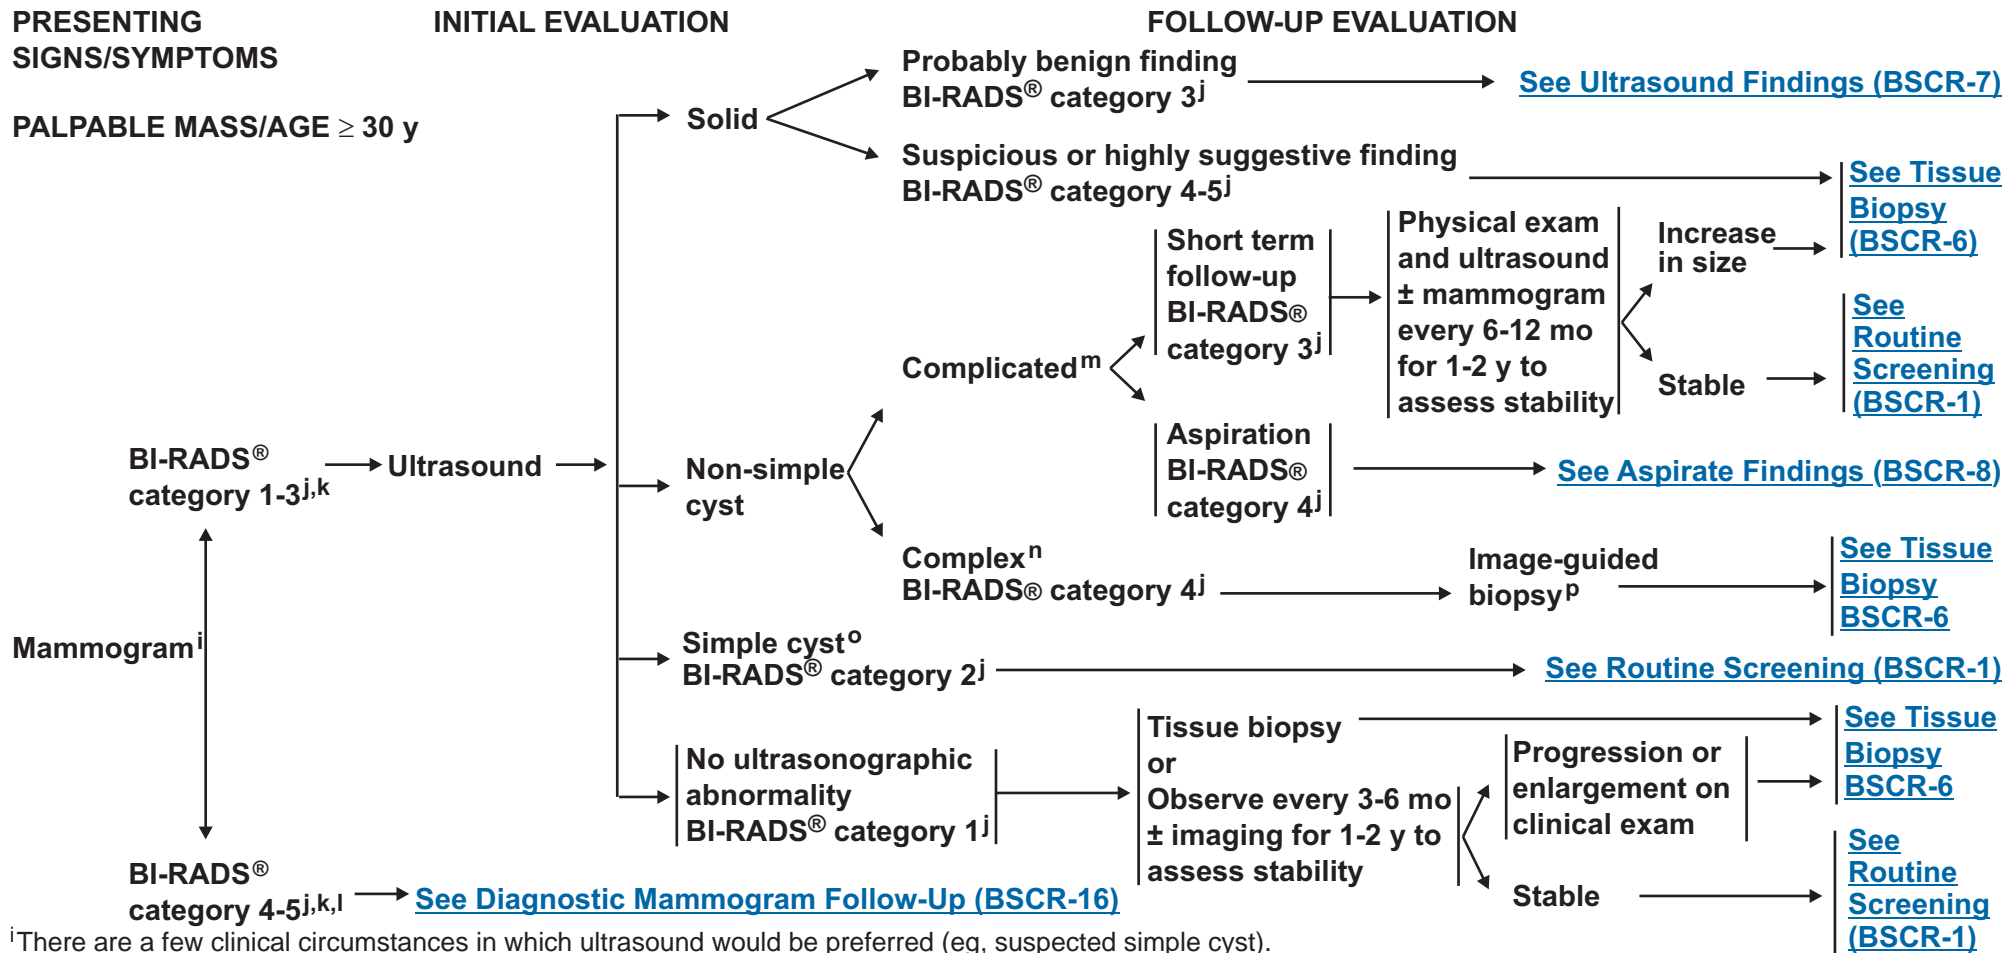 PRESENTING
SIGNS/SYMPTOMS
INITIAL EVALUATION
FOLLOW-UP EVALUATION
PALPABLE MASS/AGE ≥ 30 y
Mammogramⁱ
BI-RADS®
category 1-3j,k
Ultrasound
BI-RADS®
category 4-5j,k,l
See Diagnostic Mammogram Follow-Up (BSCR-16)
Solid
Probably benign finding
BI-RADS® category 3j
See Ultrasound Findings (BSCR-7)
Suspicious or highly suggestive finding
BI-RADS® category 4-5j
See Tissue
Biopsy
(BSCR-6)
Non-simple
cyst
Complicatedm
Short term
follow-up
BI-RADS®
category 3j
Physical exam
and ultrasound
± mammogram
every 6-12 mo
for 1-2 y to
assess stability
Increase
in size
Stable
See
Routine
Screening
(BSCR-1)
Aspiration
BI-RADS®
category 4j
See Aspirate Findings (BSCR-8)
Complexn
BI-RADS® category 4j
Image-guided
biopsyp
See Tissue
Biopsy
BSCR-6
Simple cysto
BI-RADS® category 2j
See Routine Screening (BSCR-1)
No ultrasonographic
abnormality
BI-RADS® category 1j
Tissue biopsy
or
Observe every 3-6 mo
± imaging for 1-2 y to
assess stability
See Tissue
Biopsy
BSCR-6
Progression or
enlargement on
clinical exam
Stable
See
Routine
Screening
(BSCR-1)
iThere are a few clinical circumstances in which ultrasound would be preferred (eg, suspected simple cyst).